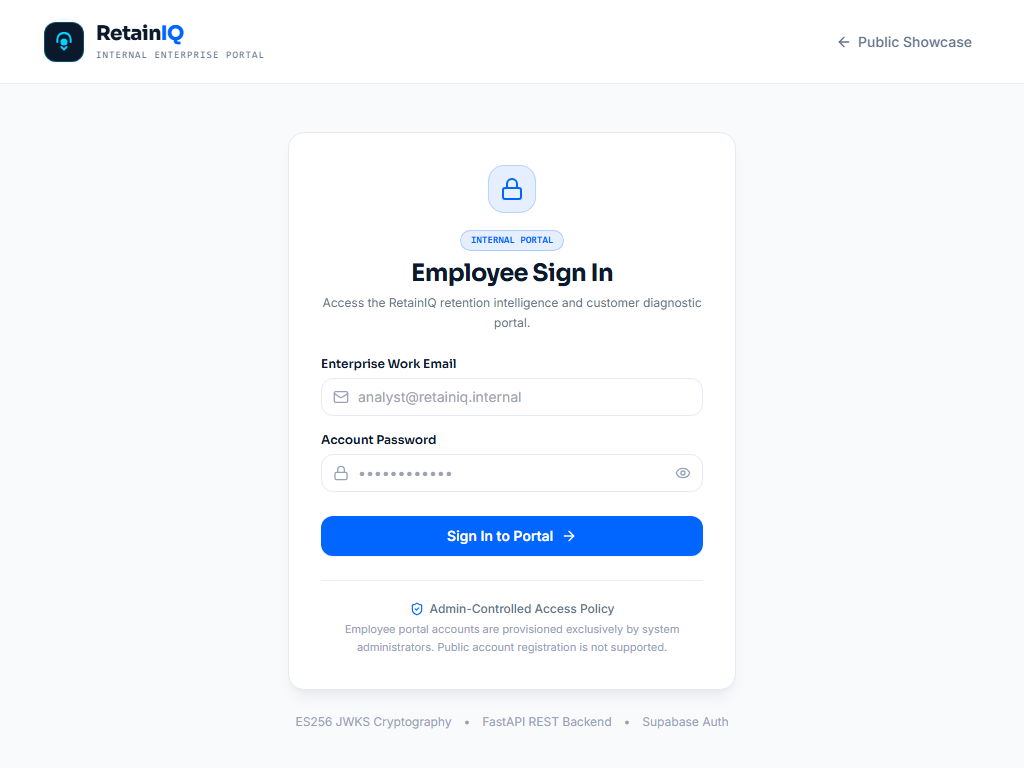 RetainIQ
INTERNAL ENTERPRISE PORTAL
← Public Showcase
INTERNAL PORTAL
Employee Sign In
Access the RetainIQ retention intelligence and customer diagnostic
portal.
Enterprise Work Email
analyst@retainiq.internal
Account Password
••••••••••••
Sign In to Portal →
Admin-Controlled Access Policy
Employee portal accounts are provisioned exclusively by system
administrators. Public account registration is not supported.
ES256 JWKS Cryptography • FastAPI REST Backend • Supabase Auth